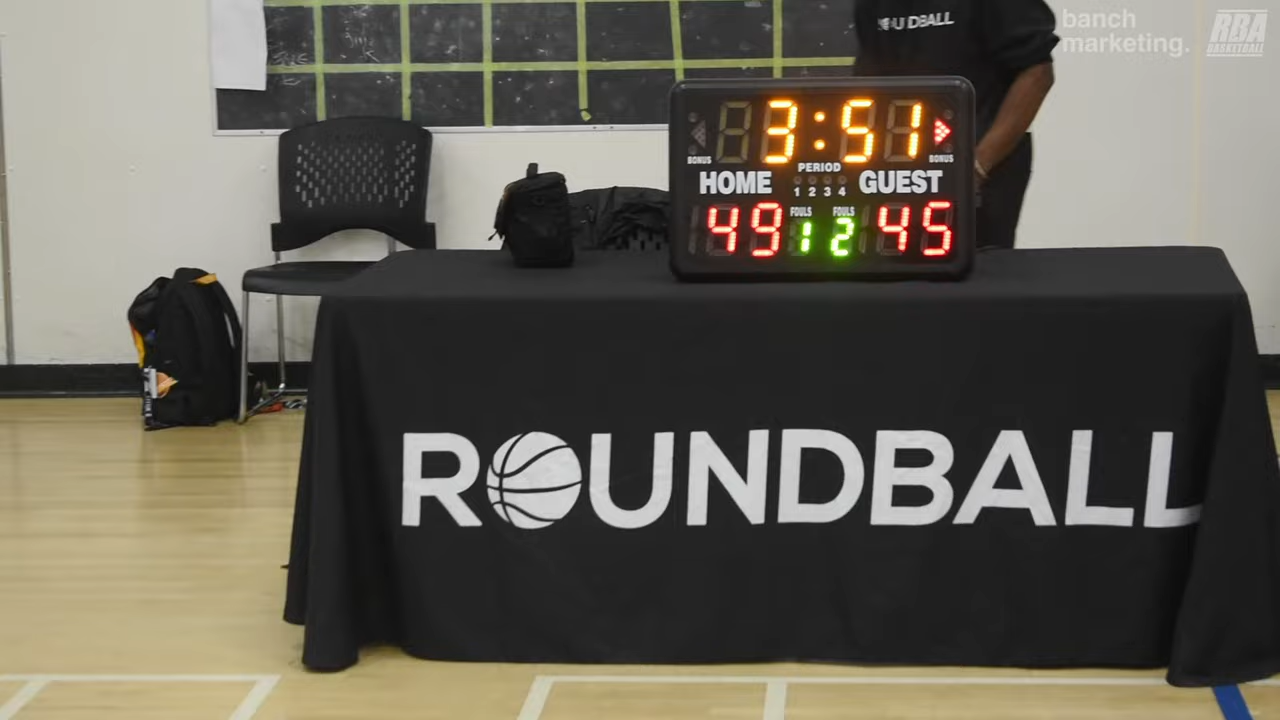 ROUNDBALL
banch
marketing.
RBA
BASKETBALL
3:51
BONUS
BONUS
PERIOD
HOME
1 2 3 4
GUEST
FOULS
FOULS
49
1
2
45
ROUNDBALL